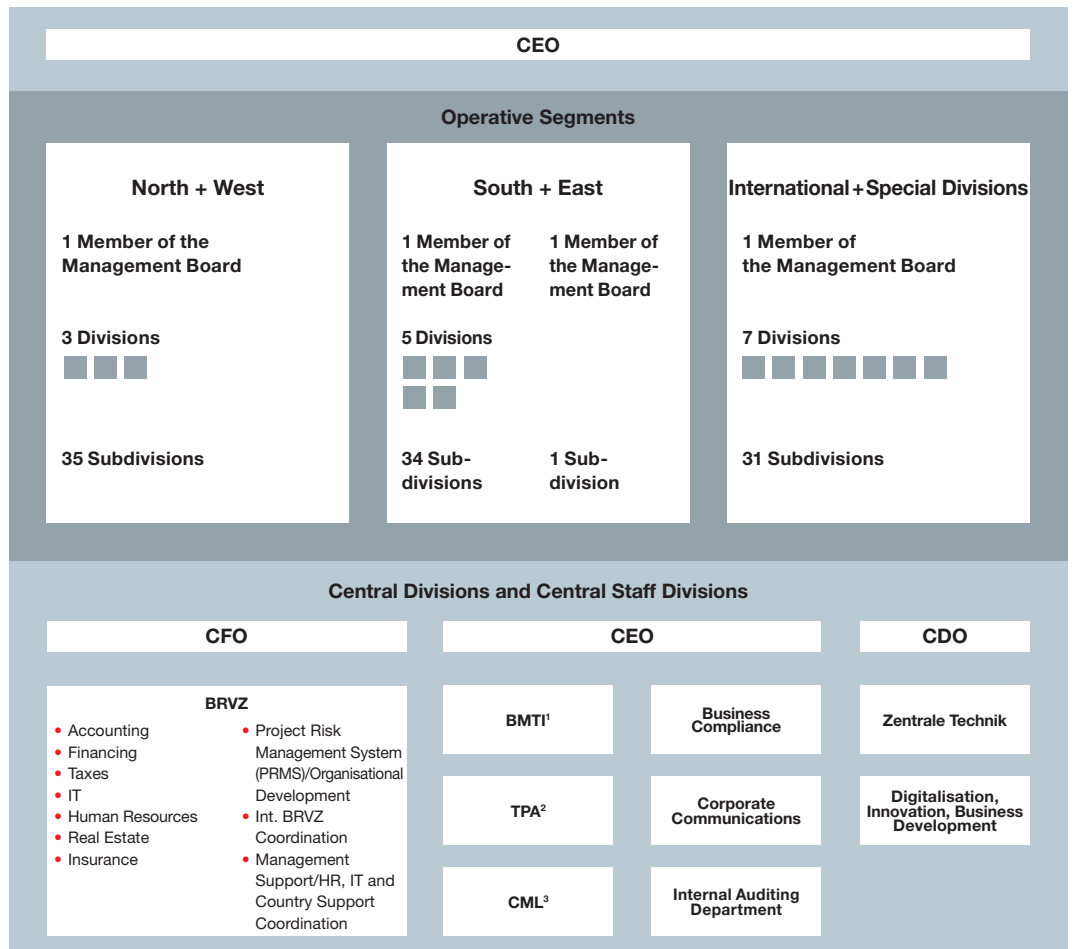 CEO
Operative Segments
North + West
1 Member of the
Management Board
3 Divisions
35 Subdivisions
South + East
1 Member of
the Manage-
ment Board
1 Member of
the Manage-
ment Board
5 Divisions
34 Sub-
divisions
1 Sub-
division
International + Special Divisions
1 Member of
the Management Board
7 Divisions
31 Subdivisions
Central Divisions and Central Staff Divisions
CFO
BRVZ
• Accounting
• Financing
• Taxes
• IT
• Human Resources
• Real Estate
• Insurance
• Project Risk
Management System
(PRMS)/Organisational
Development
• Int. BRVZ
Coordination
• Management
Support/HR, IT and
Country Support
Coordination
CEO
BMTI¹
TPA²
CML³
Business
Compliance
Corporate
Communications
Internal Auditing
Department
CDO
Zentrale Technik
Digitalisation,
Innovation, Business
Development